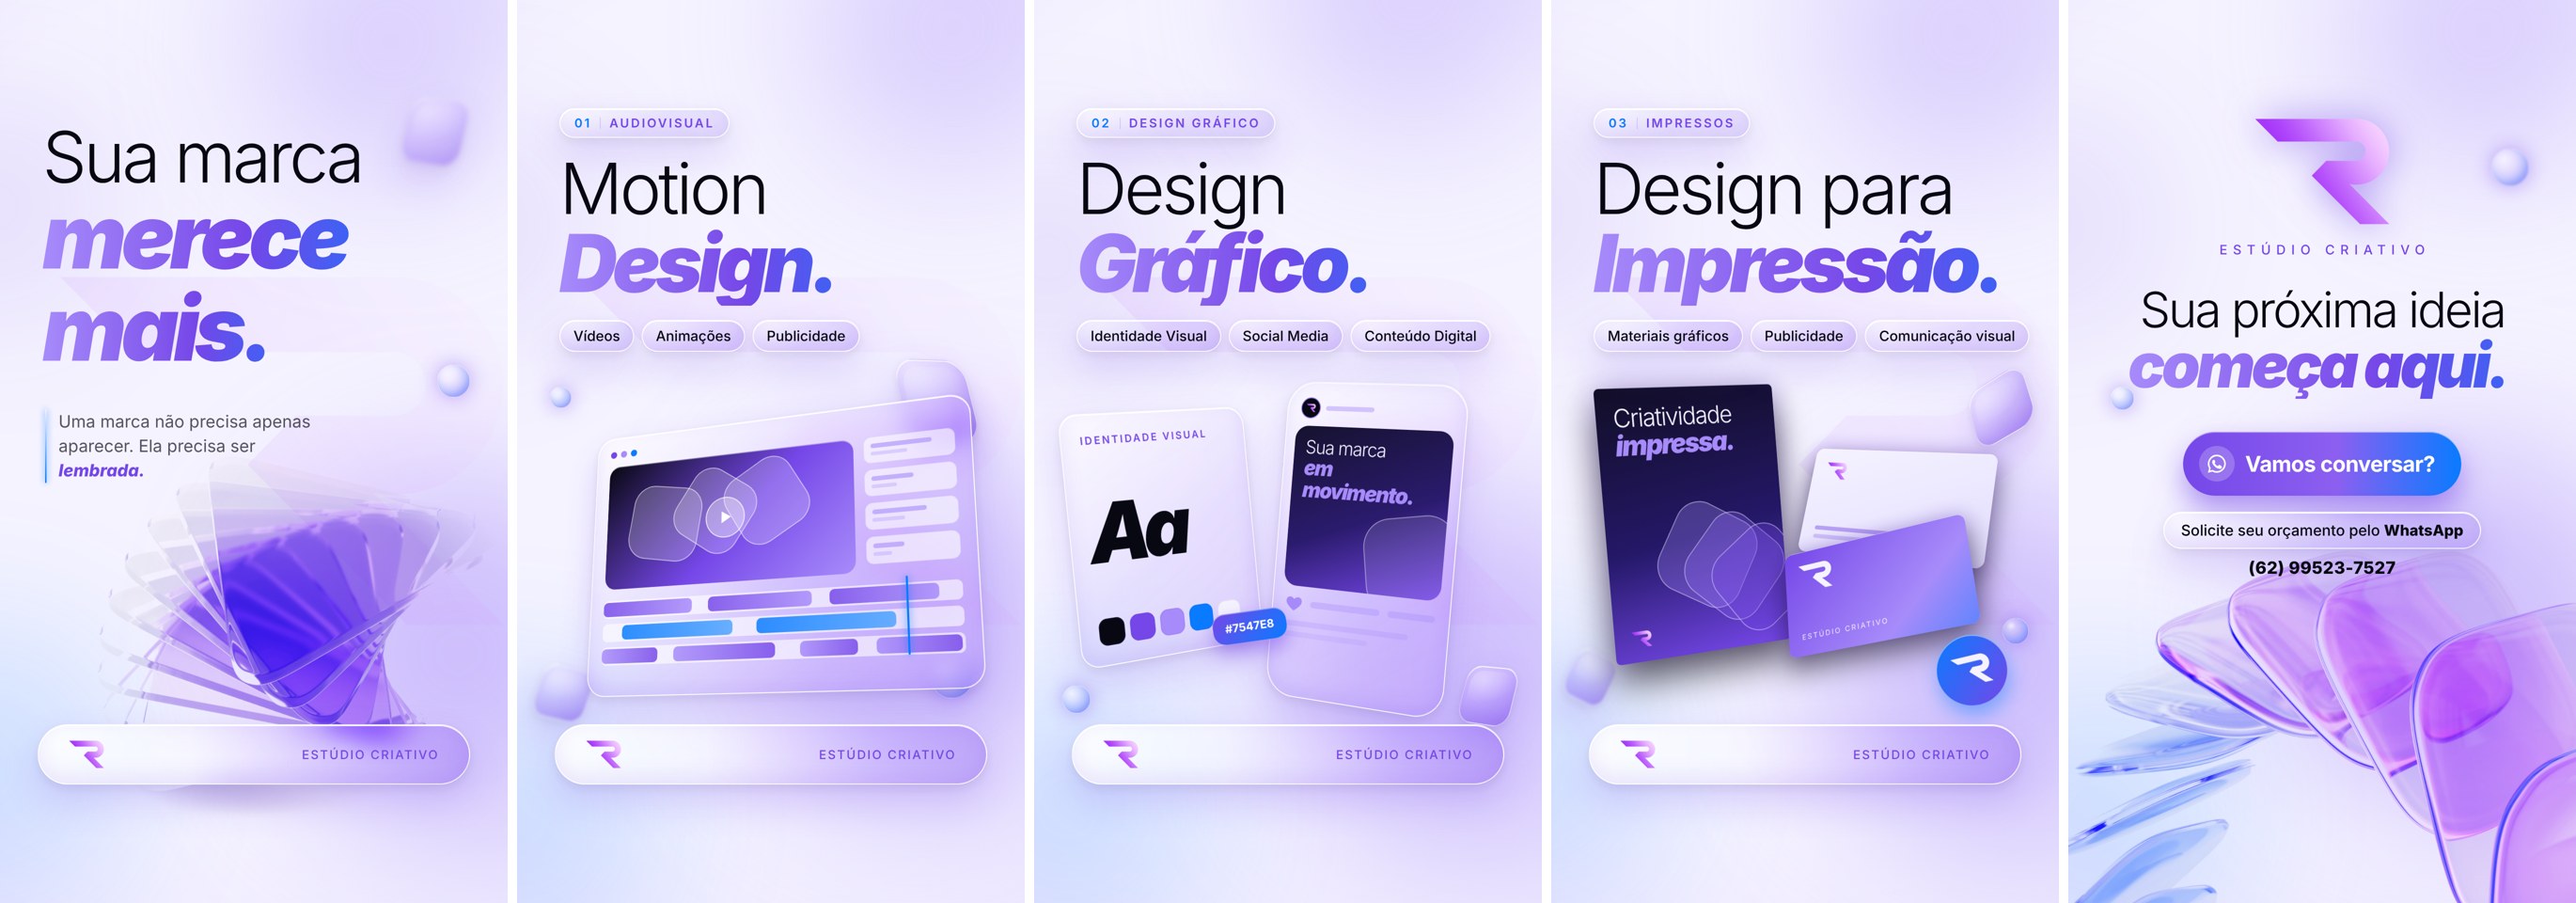 Sua marca
merece
mais.
Uma marca não precisa apenas
aparecer. Ela precisa ser
lembrada.
ESTÚDIO CRIATIVO
01 | AUDIOVISUAL
Motion
Design.
Vídeos Animações Publicidade
ESTÚDIO CRIATIVO
02 | DESIGN GRÁFICO
Design
Gráfico.
Identidade Visual Social Media Conteúdo Digital
IDENTIDADE VISUAL
Aa
#7547E8
Sua marca
em
movimento.
ESTÚDIO CRIATIVO
03 | IMPRESSOS
Design para
Impressão.
Materiais gráficos Publicidade Comunicação visual
Criatividade
impressa.
ESTÚDIO CRIATIVO
ESTÚDIO CRIATIVO
ESTÚDIO CRIATIVO
Sua próxima ideia
começa aqui.
Vamos conversar?
Solicite seu orçamento pelo WhatsApp
(62) 99523-7527